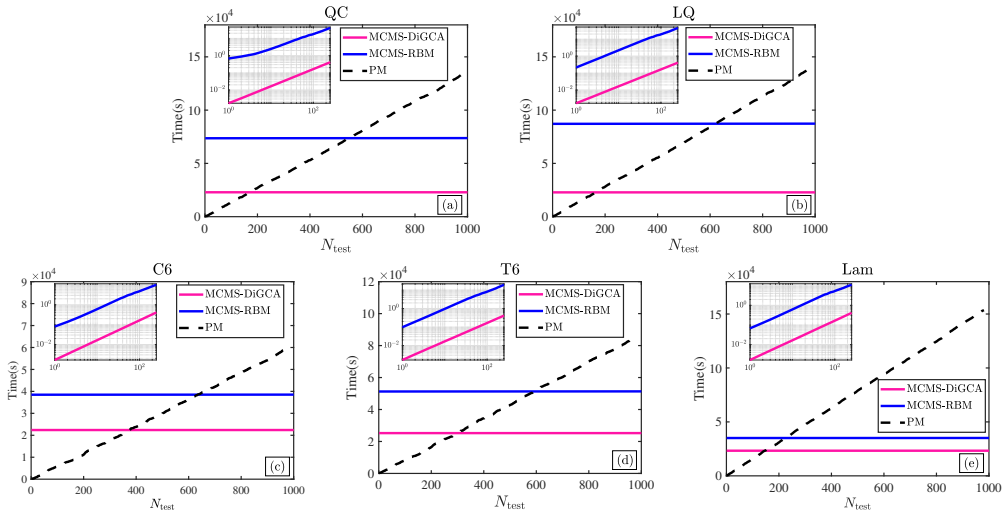 QC
×10⁴
MCMS-DiGCA
MCMS-RBM
PM
10⁰
10⁻²
10⁰
10²
15
10
5
0
Time(s)
0
200
400
600
800
1000
N_test
(a)
LQ
×10⁴
MCMS-DiGCA
MCMS-RBM
PM
10⁰
10⁻²
10⁰
10²
15
10
5
0
Time(s)
0
200
400
600
800
1000
N_test
(b)
C6
×10⁴
MCMS-DiGCA
MCMS-RBM
PM
10⁰
10⁻²
10⁰
10²
9
8
7
6
5
4
3
2
1
0
Time(s)
0
200
400
600
800
1000
N_test
(c)
T6
×10⁴
MCMS-DiGCA
MCMS-RBM
PM
10⁰
10⁻²
10⁰
10²
12
10
8
6
4
2
0
Time(s)
0
200
400
600
800
1000
N_test
(d)
Lam
×10⁴
10⁰
10⁻²
10⁰
10²
15
10
5
0
Time(s)
MCMS-DiGCA
MCMS-RBM
PM
0
200
400
600
800
1000
N_test
(e)